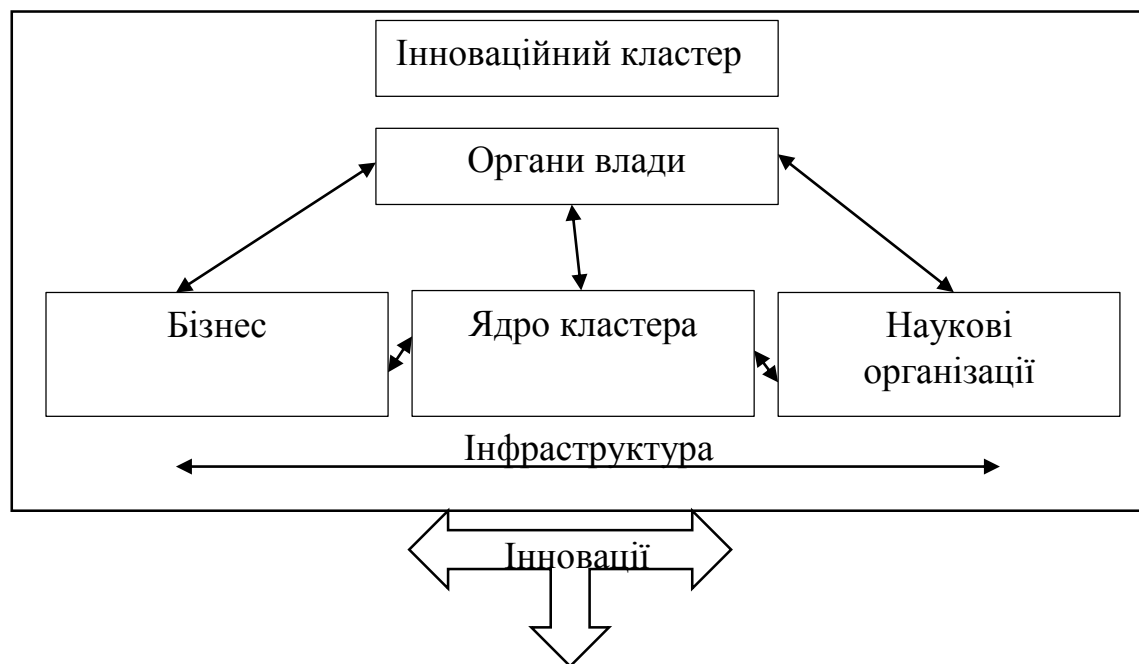 Інноваційний кластер
Органи влади
Бізнес
Ядро кластера
Наукові
організації
Інфраструктура
Інновації